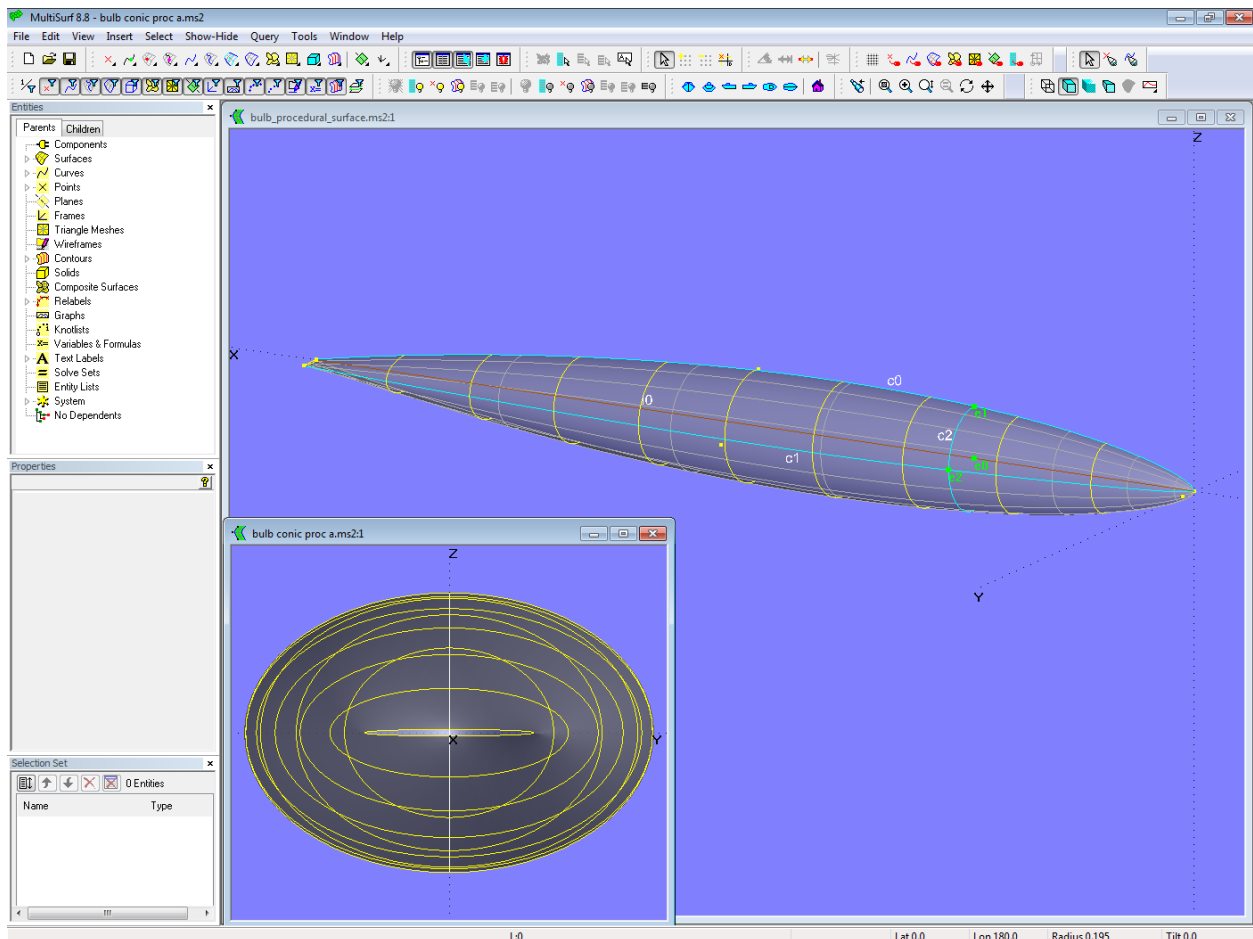 MultiSurf 8.8 - bulb conic proc a.ms2
File Edit View Insert Select Show-Hide Query Tools Window Help
Entities
Parents Children
Components
Surfaces
Curves
Points
Planes
Frames
Triangle Meshes
Wireframes
Contours
Solids
Composite Surfaces
Relabels
Graphs
Knotlists
Variables & Formulas
Text Labels
Solve Sets
Entity Lists
System
No Dependents
Properties
Selection Set
0 Entities
Name Type
bulb_procedural_surface.ms2:1
Z
X
c0
c2
c1
Y
bulb conic proc a.ms2:1
Z
X
Y
L:0 Lat 0.0 Lon 180.0 Radius 0.195 Tilt 0.0